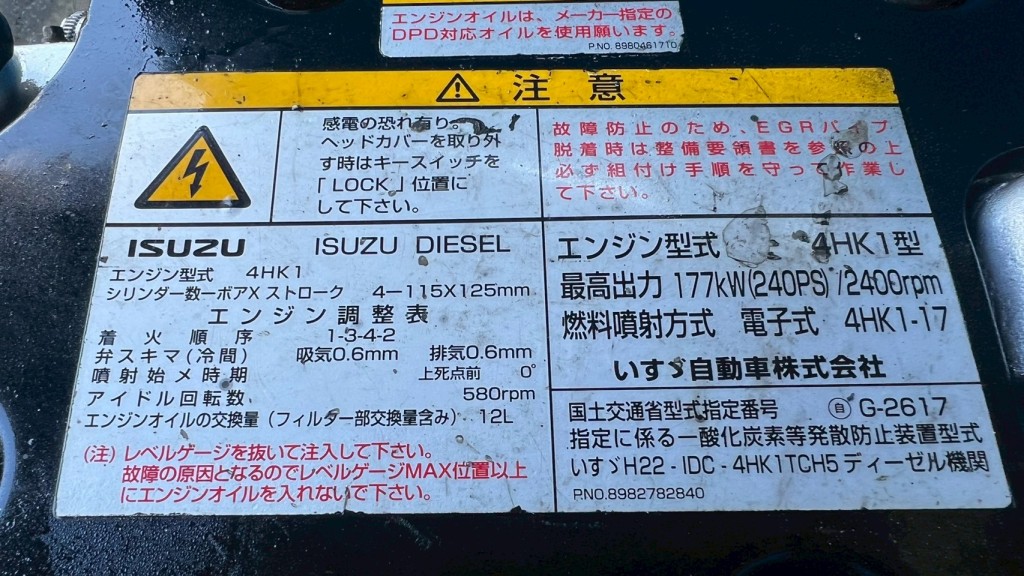 エンジンオイルは、メーカー指定の
DPD対応オイルを使用願います。
P.NO. 8980461710
注意
感電の恐れ有り。
ヘッドカバーを取り外
す時はキースイッチを
「LOCK」位置に
して下さい。
故障防止のため、EGRパイプ
脱着時は整備要領書を参照の上
必ず組付け手順を守って作業し
て下さい。
ISUZU ISUZU DIESEL
エンジン型式 4HK1
シリンダー数ーボアX ストローク 4-115X125mm
エンジン調整表
着火順序 1-3-4-2
弁スキマ(冷間) 吸気0.6mm 排気0.6mm
噴射始メ時期 上死点前 0°
アイドル回転数 580rpm
エンジンオイルの交換量(フィルター部交換量含み) 12L
(注) レベルゲージを抜いて注入して下さい。
故障の原因となるのでレベルゲージMAX位置以上
にエンジンオイルを入れないで下さい。
エンジン型式 4HK1型
最高出力 177kW(240PS)/2400rpm
燃料噴射方式 電子式 4HK1-17
いすゞ自動車株式会社
国土交通省型式指定番号 自 G-2617
指定に係る一酸化炭素等発散防止装置型式
いすゞH22-IDC-4HK1TCH5 ディーゼル機関
P.NO.8982782840